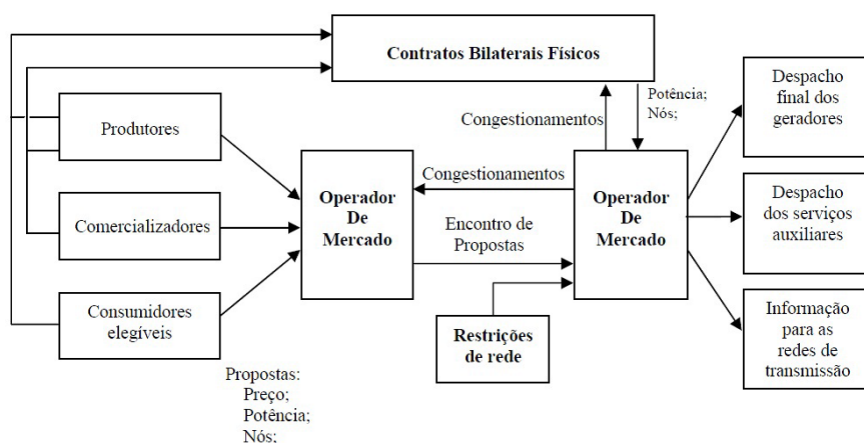 Contratos Bilaterais Físicos
Produtores
Comercializadores
Consumidores
elegíveis
Propostas:
Preço;
Potência;
Nós;
Operador
De
Mercado
Congestionamentos
Potência;
Nós;
Congestionamentos
Encontro de
Propostas
Restrições
de rede
Operador
De
Mercado
Despacho
final dos
geradores
Despacho
dos serviços
auxiliares
Informação
para as
redes de
transmissão